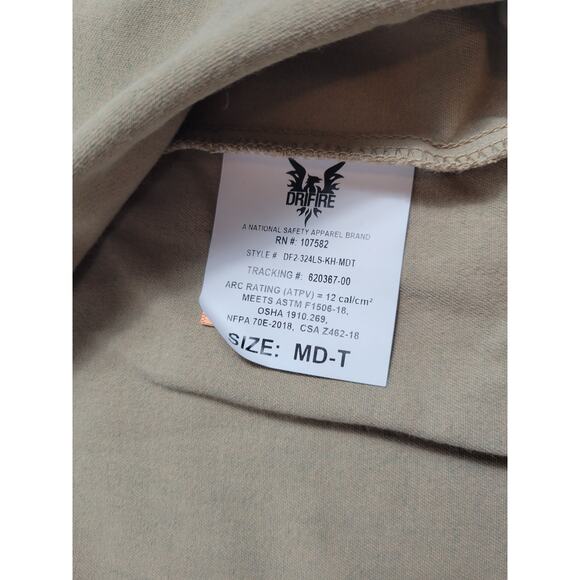 DRIFIRE
A NATIONAL SAFETY APPAREL BRAND
RN #: 107582
STYLE # DF2-324LS-KH-MDT
TRACKING #: 620367-00
ARC RATING (ATPV) = 12 cal/cm²
MEETS ASTM F1506-18,
OSHA 1910.269,
NFPA 70E-2018, CSA Z462-18
SIZE: MD-T